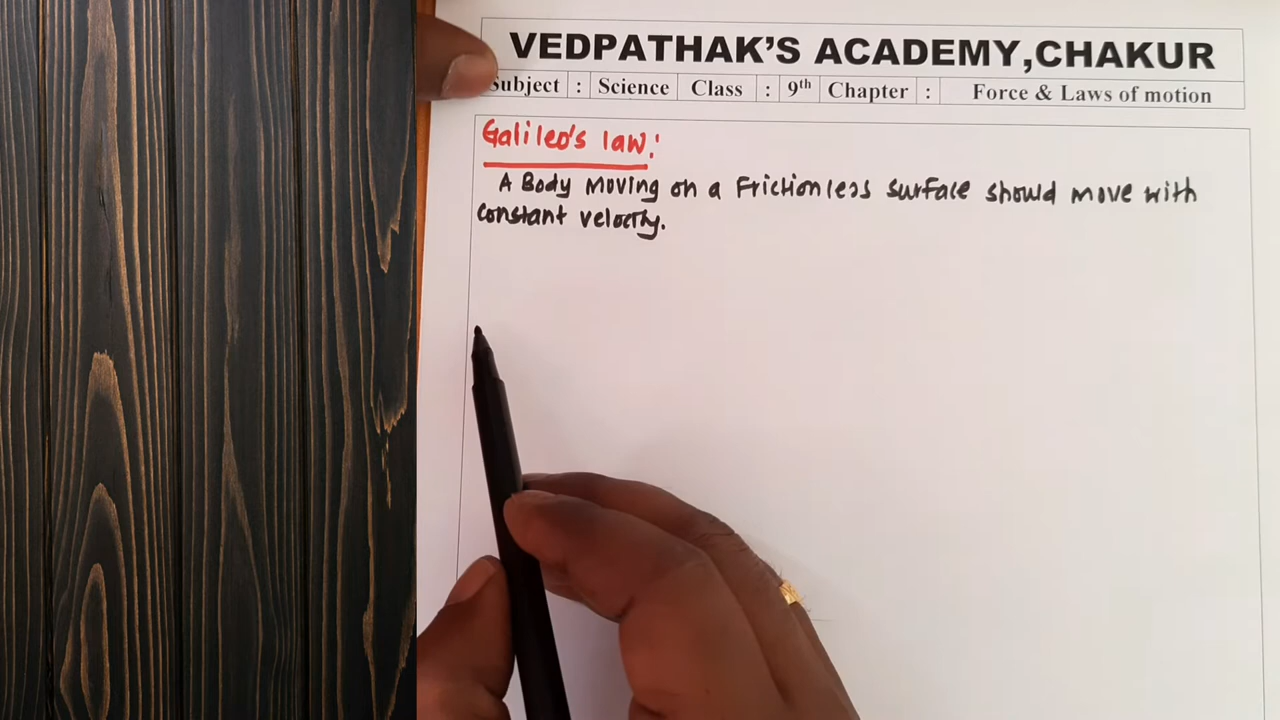 VEDPATHAK'S ACADEMY,CHAKUR
Subject : Science Class : 9th Chapter : Force & Laws of motion
Galileo's law:
A Body moving on a Frictionless surface should move with
constant velocity.